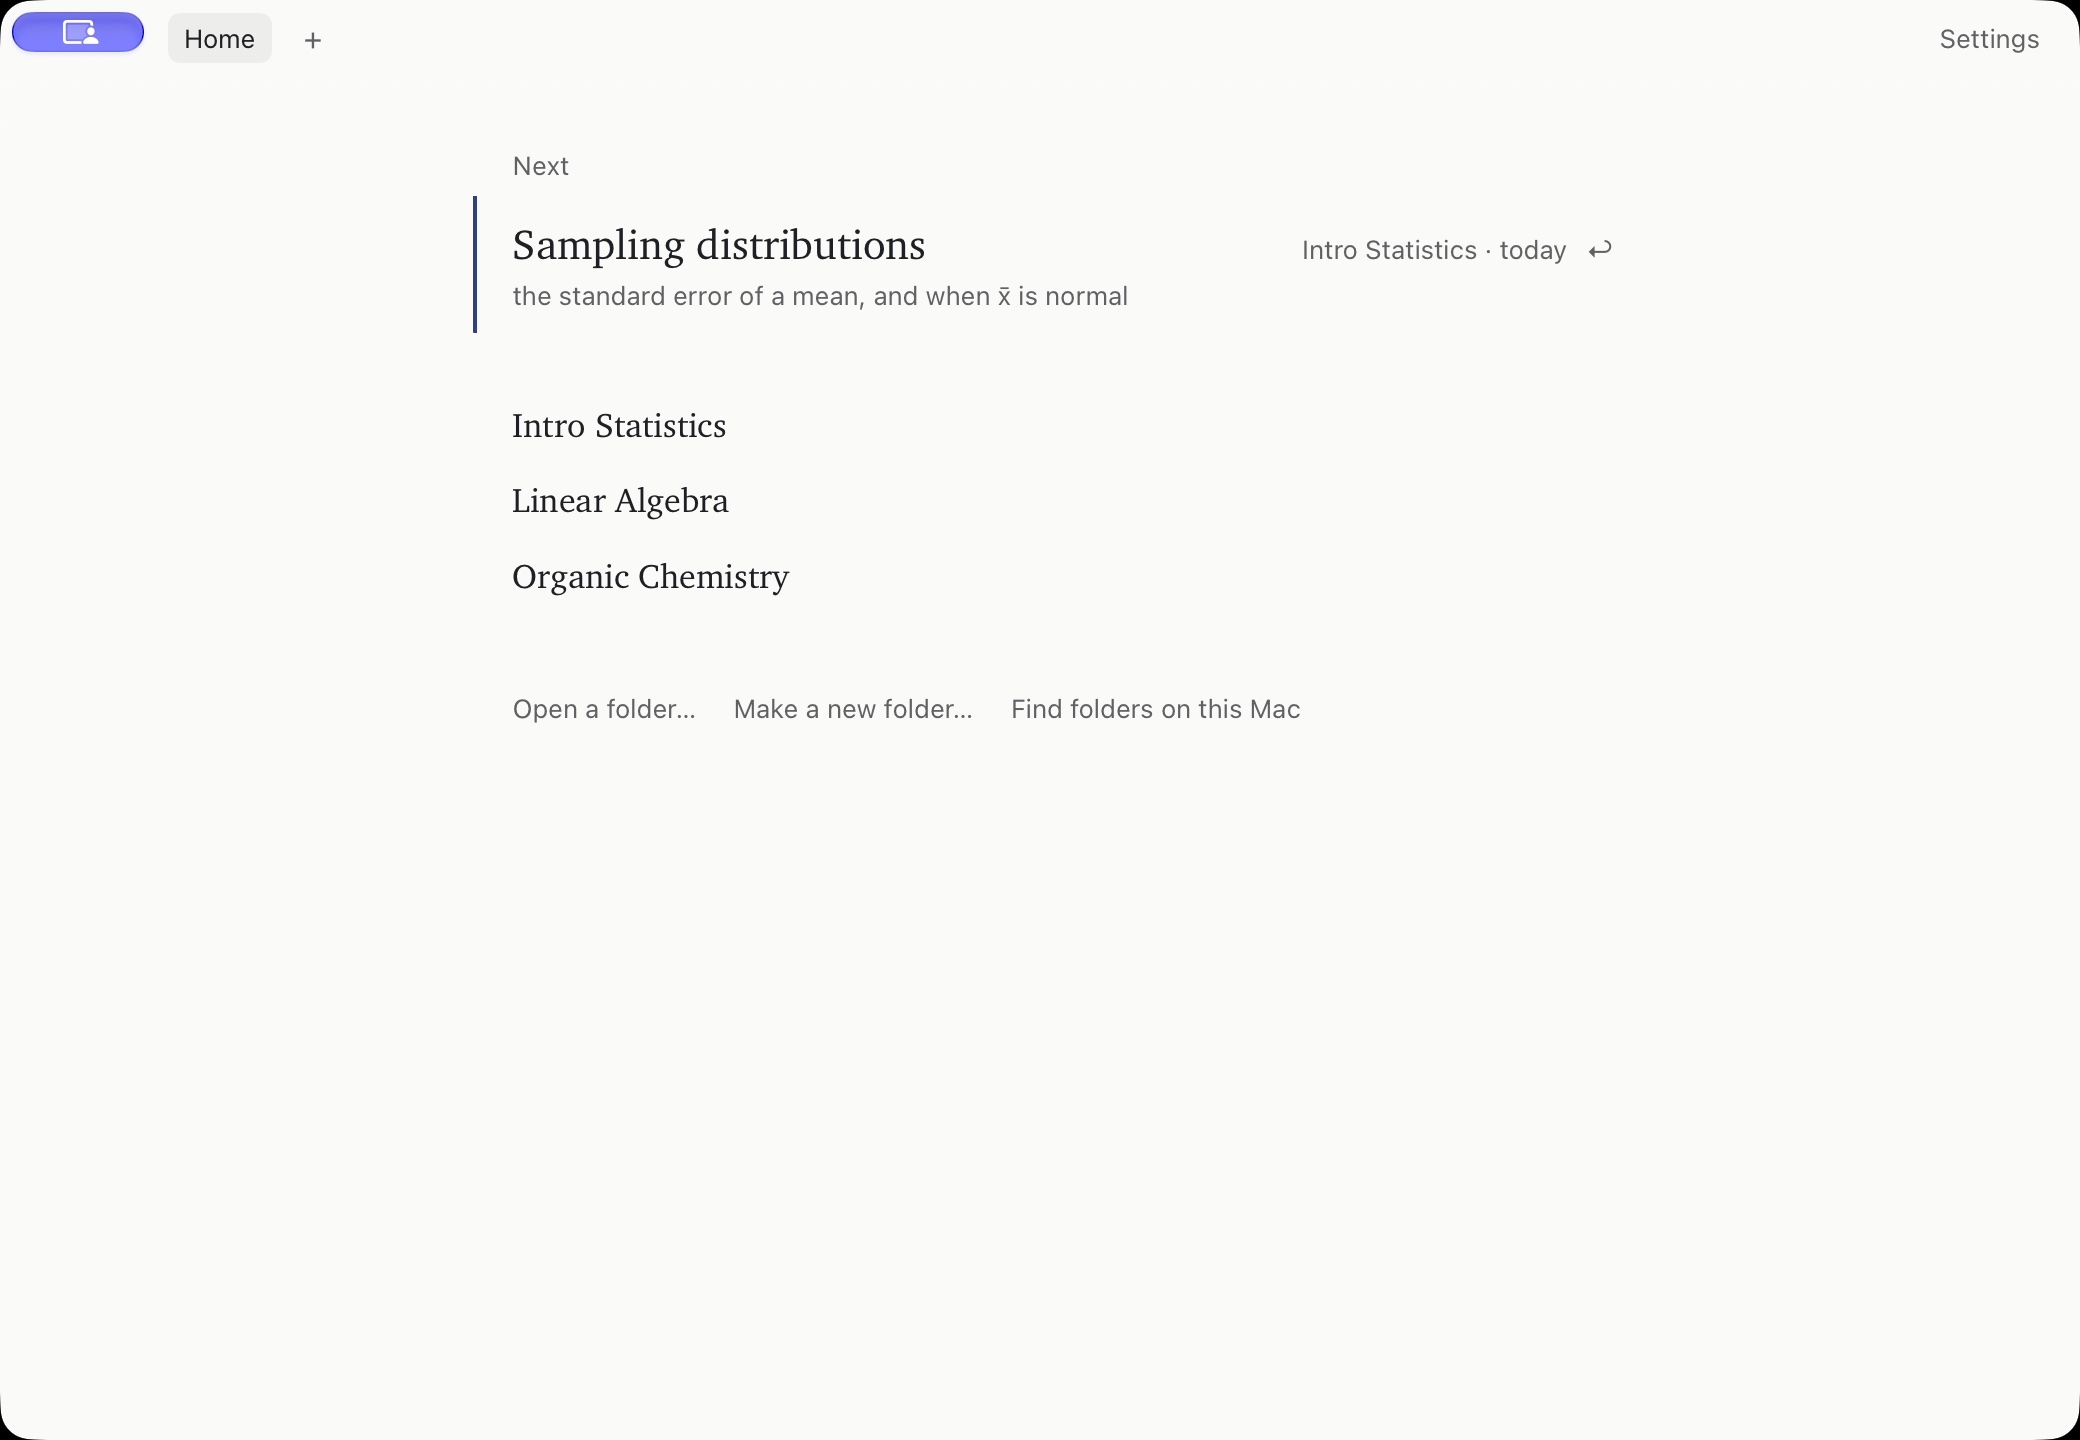 Home +
Settings
Next
Sampling distributions
Intro Statistics · today
the standard error of a mean, and when x̄ is normal
Intro Statistics
Linear Algebra
Organic Chemistry
Open a folder... Make a new folder... Find folders on this Mac